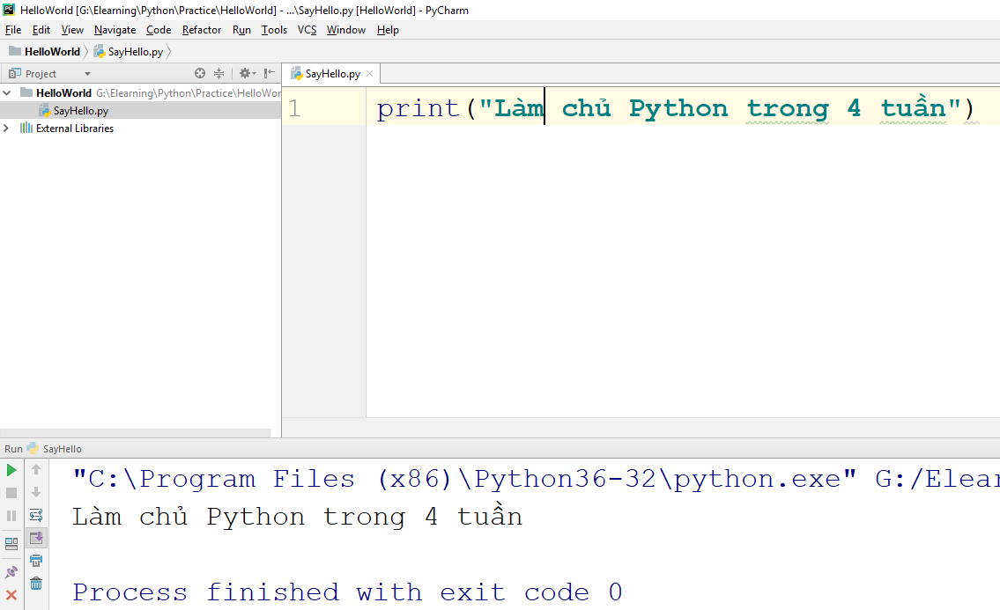 HelloWorld [G:\Elearning\Python\Practice\HelloWorld] - ...\SayHello.py [HelloWorld] - PyCharm
File Edit View Navigate Code Refactor Run Tools VCS Window Help
HelloWorld SayHello.py
Project
SayHello.py
HelloWorld G:\Elearning\Python\Practice\HelloWor
SayHello.py
External Libraries
1 print("Làm chủ Python trong 4 tuần")
Run SayHello
"C:\Program Files (x86)\Python36-32\python.exe" G:/Elear
Làm chủ Python trong 4 tuần
Process finished with exit code 0